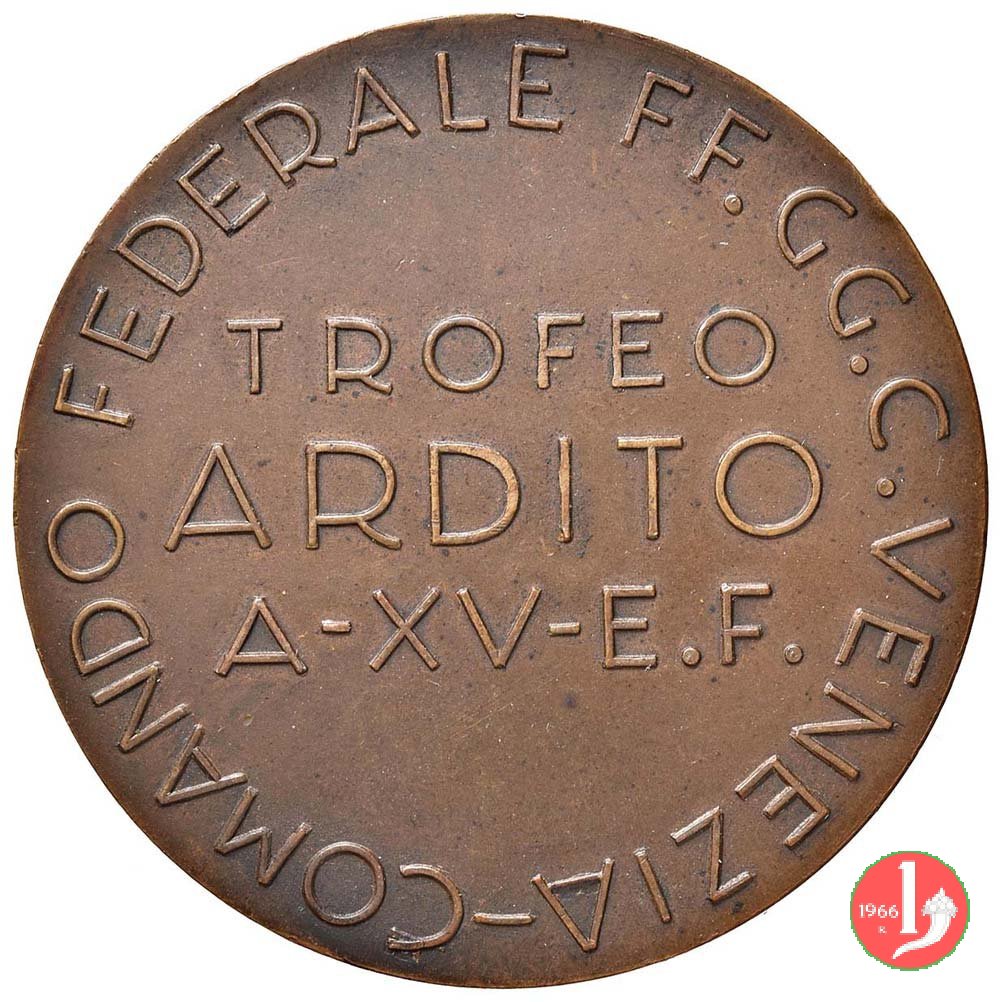 COMANDO FEDERALE FF. GG. C. VENEZIA-
TROFEO
ARDITO
A-XV-E.F.
1966
R.